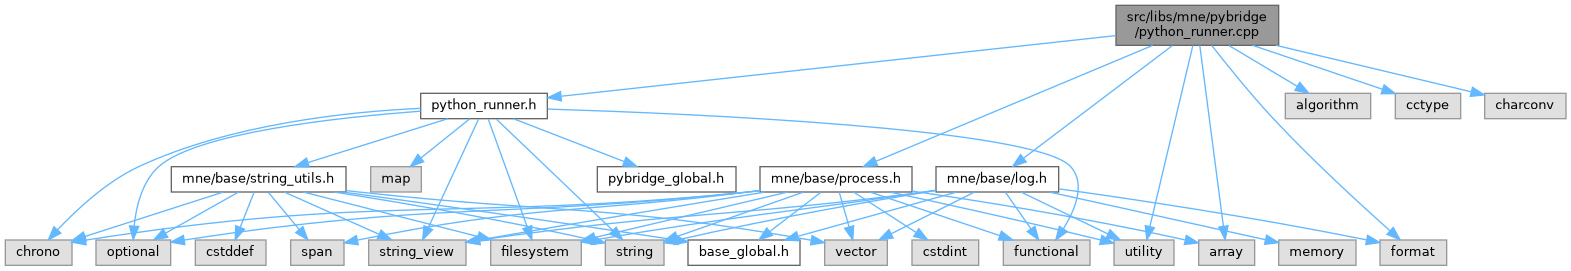 src/libs/mne/pybridge
/python_runner.cpp
python_runner.h
algorithm
cctype
charconv
mne/base/string_utils.h
map
pybridge_global.h
mne/base/process.h
mne/base/log.h
chrono
optional
cstddef
span
string_view
filesystem
string
base_global.h
vector
cstdint
functional
utility
array
memory
format